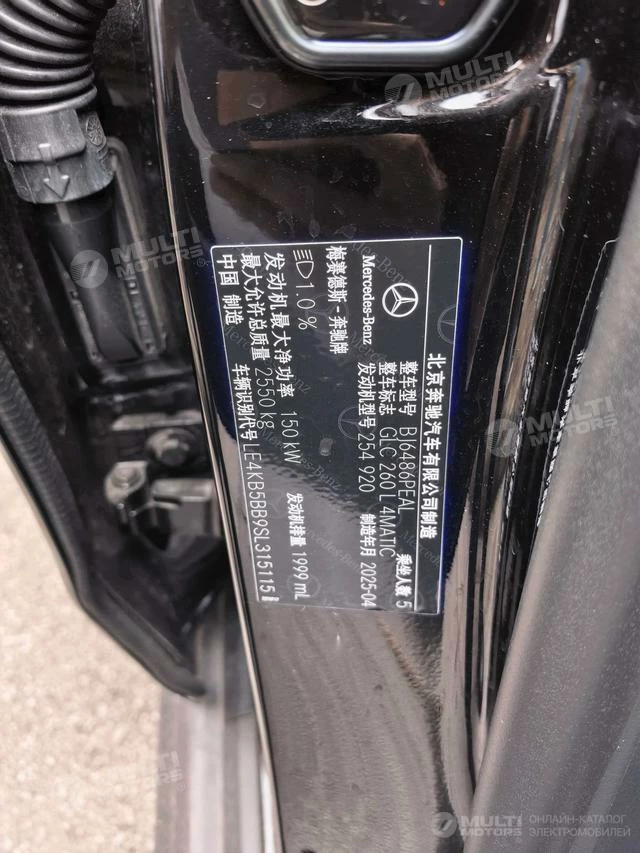 北京奔驰汽车有限公司制造
整车型号 BJ6486PEAL 乘坐人数 5
整车标志 GLC 260 L 4MATIC
发动机型号 254 920 制造年月 2025-04
Mercedes-Benz
梅赛德斯-奔驰牌
1.0 %
发动机最大净功率 150 kW 发动机排量 1999 mL
最大允许总质量 2550 kg
中国 制造 车辆识别代号 LE4KB5BB9SL315115
MULTI MOTORS
MULTI MOTORS
MULTI MOTORS
MULTI MOTORS
MULTI MOTORS
ОНЛАЙН-КАТАЛОГ
ЭЛЕКТРОМОБИЛЕЙ